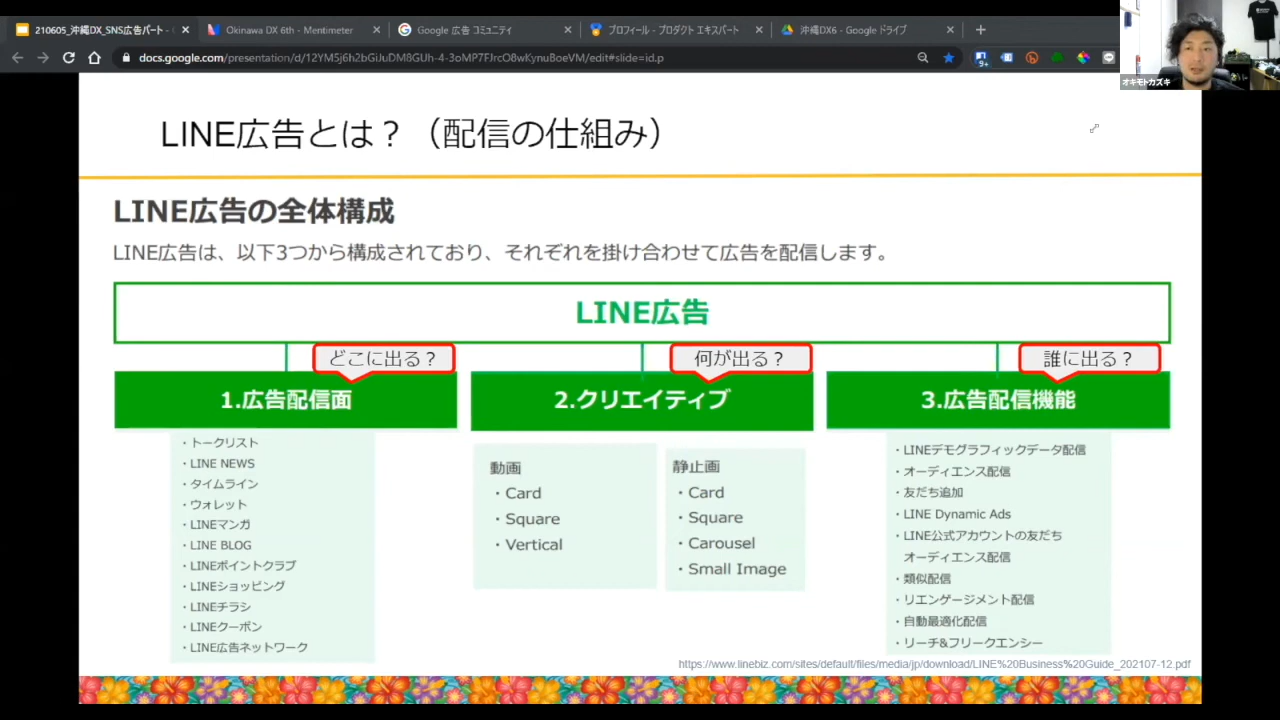 210605_沖縄DX_SNS広告パート -
Okinawa DX 6th - Mentimeter
Google 広告 コミュニティ
プロフィール - プロダクト エキスパート
沖縄DX6 - Google ドライブ
オキモトカズキ
LINE広告とは？（配信の仕組み）
LINE広告の全体構成
LINE広告は、以下3つから構成されており、それぞれを掛け合わせて広告を配信します。
LINE広告
どこに出る？
何が出る？
誰に出る？
1.広告配信面
2.クリエイティブ
3.広告配信機能
・トークリスト
・LINE NEWS
・タイムライン
・ウォレット
・LINEマンガ
・LINE BLOG
・LINEポイントクラブ
・LINEショッピング
・LINEチラシ
・LINEクーポン
・LINE広告ネットワーク
動画
・Card
・Square
・Vertical
静止画
・Card
・Square
・Carousel
・Small Image
・LINEデモグラフィックデータ配信
・オーディエンス配信
・友だち追加
・LINE Dynamic Ads
・LINE公式アカウントの友だち
オーディエンス配信
・類似配信
・リエンゲージメント配信
・自動最適化配信
・リーチ&フリークエンシー
https://www.linebiz.com/sites/default/files/media/jp/download/LINE%20Business%20Guide_202107-12.pdf